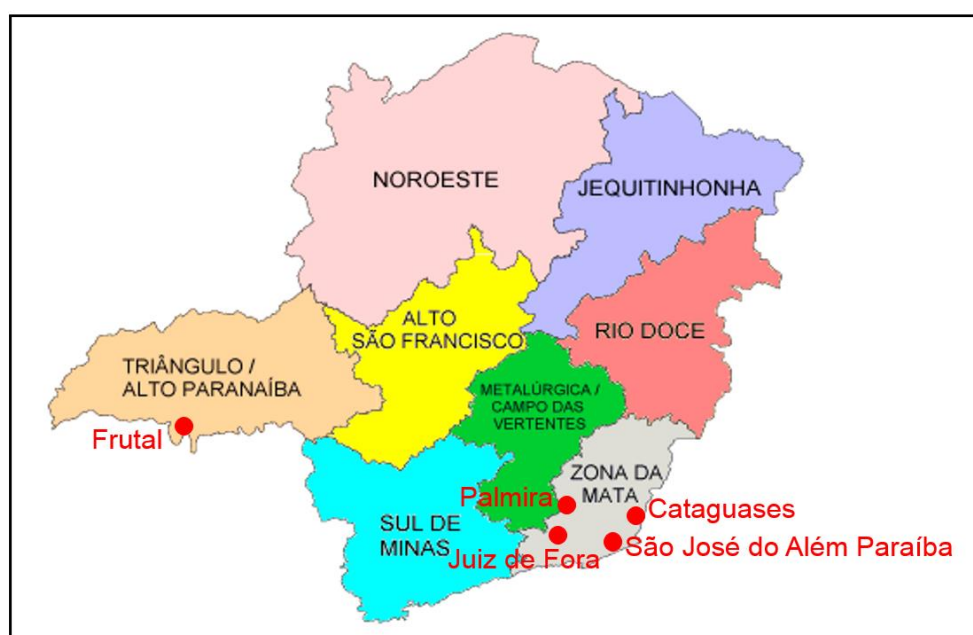 NOROESTE
JEQUITINHONHA
ALTO
SÃO FRANCISCO
RIO DOCE
TRIÂNGULO /
ALTO PARANAÍBA
METALÚRGICA /
CAMPO DAS
VERTENTES
Frutal
ZONA DA
MATA
Palmira
Cataguases
SUL DE
MINAS
Juiz de Fora
São José do Além Paraíba